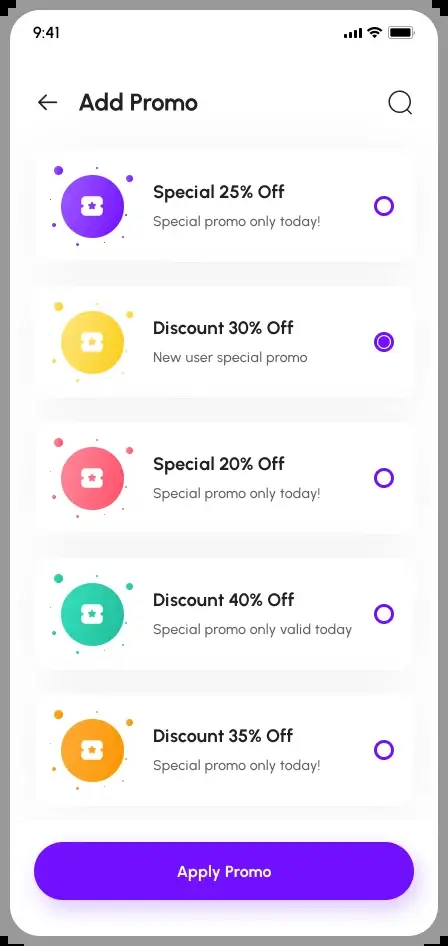 9:41
Add Promo
Special 25% Off
Special promo only today!
Discount 30% Off
New user special promo
Special 20% Off
Special promo only today!
Discount 40% Off
Special promo only valid today
Discount 35% Off
Special promo only today!
Apply Promo